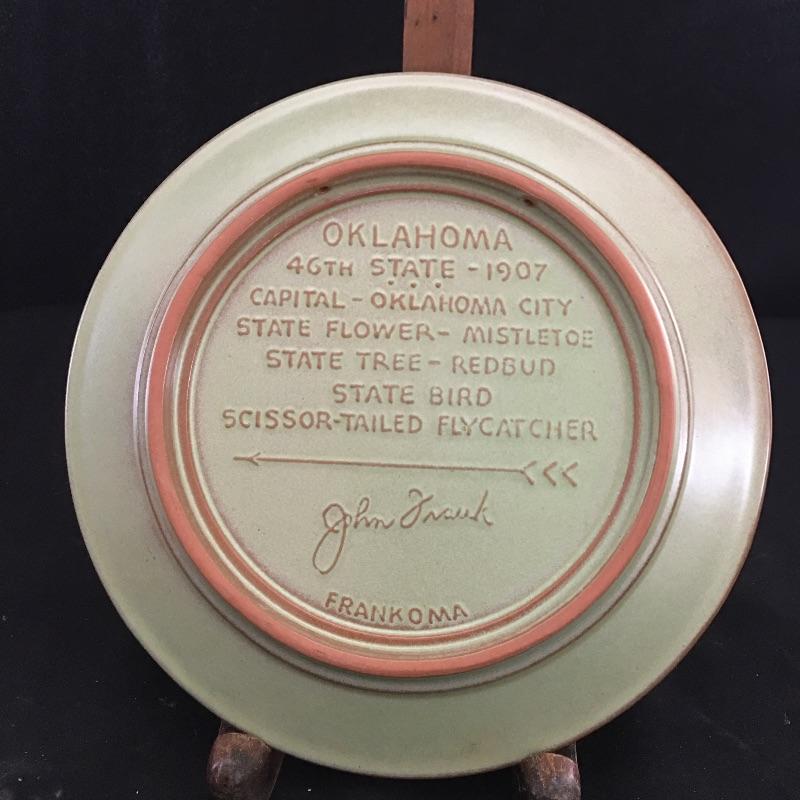 OKLAHOMA
46TH STATE - 1907
CAPITAL - OKLAHOMA CITY
STATE FLOWER - MISTLETOE
STATE TREE - REDBUD
STATE BIRD
SCISSOR-TAILED FLYCATCHER
John Frank
FRANKOMA